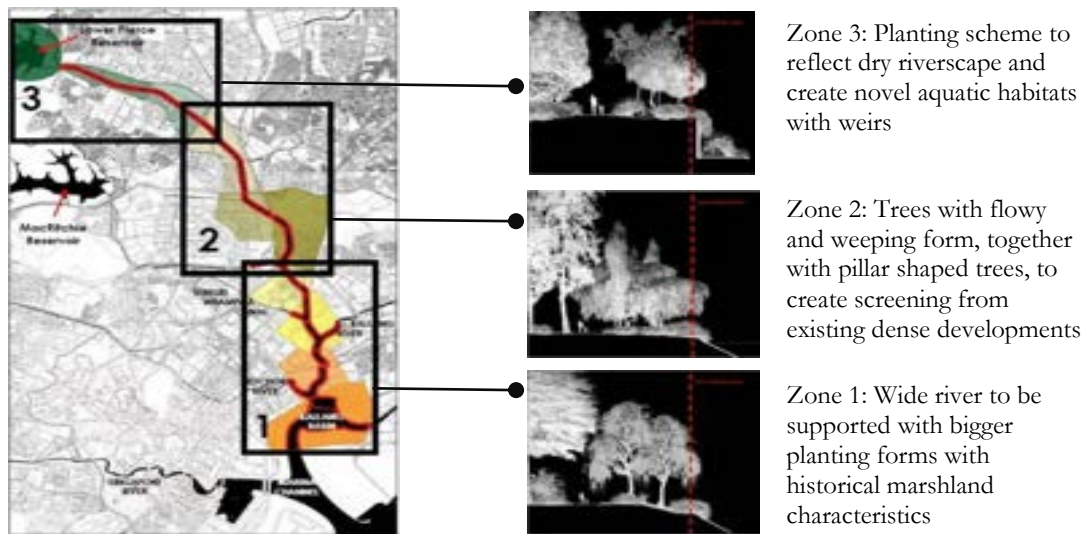 Lower Pierce
Reservoir
3
MacRitchie
Reservoir
2
1
Zone 3: Planting scheme to
reflect dry riverscape and
create novel aquatic habitats
with weirs
Zone 2: Trees with flowy
and weeping form, together
with pillar shaped trees, to
create screening from
existing dense developments
Zone 1: Wide river to be
supported with bigger
planting forms with
historical marshland
characteristics